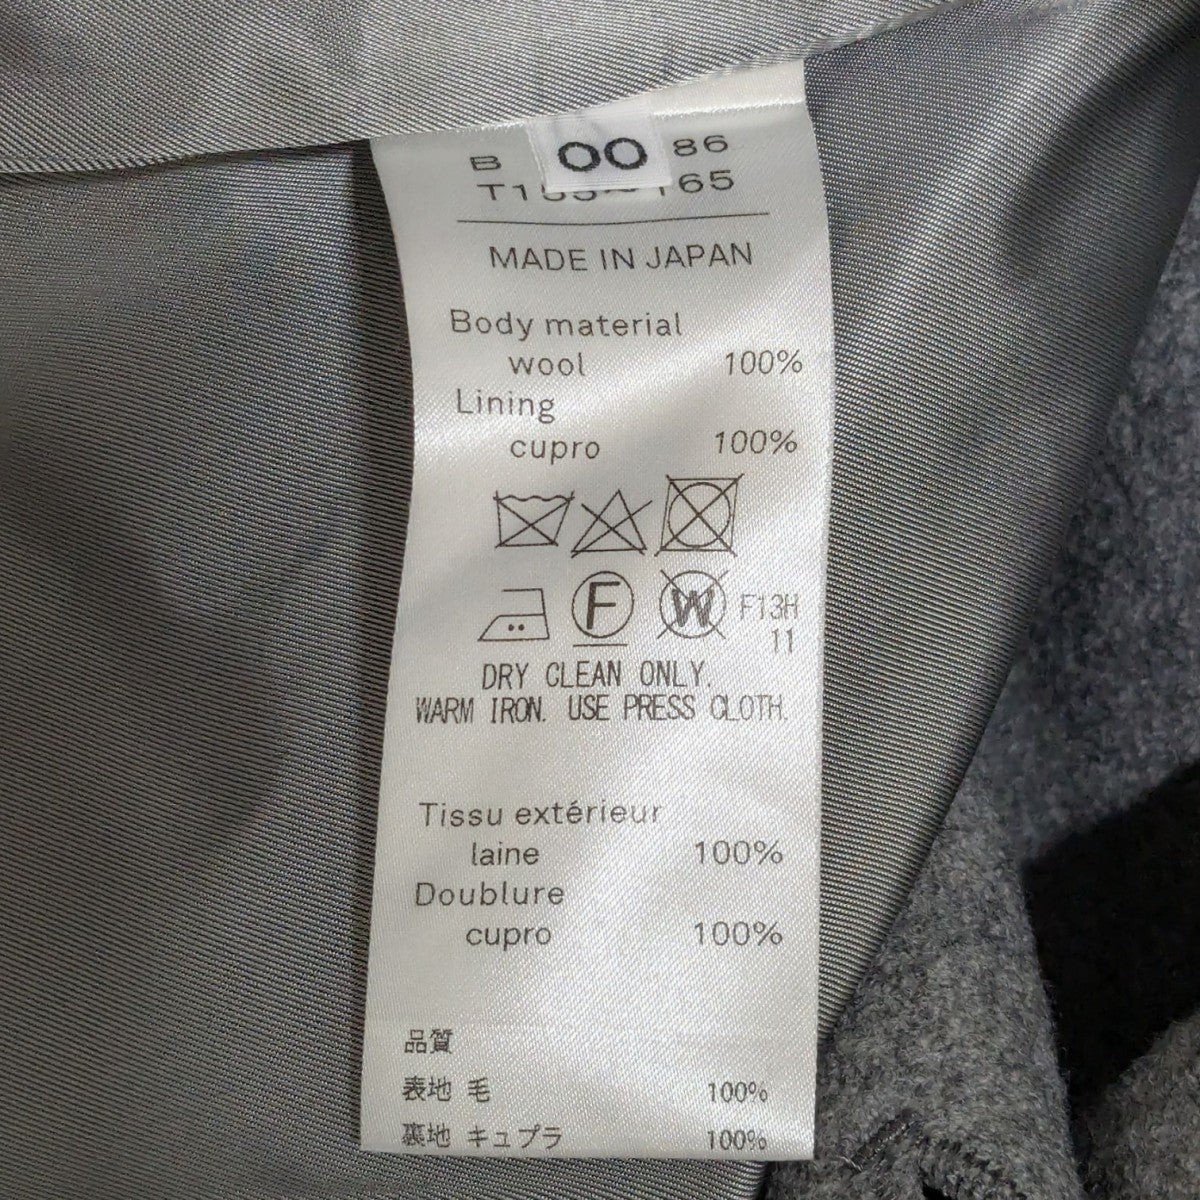 B 00 86
T155~165
MADE IN JAPAN
Body material
wool 100%
Lining
cupro 100%
F W F13H
11
DRY CLEAN ONLY.
WARM IRON. USE PRESS CLOTH.
Tissu extérieur
laine 100%
Doublure
cupro 100%
品質
表地 毛 100%
裏地 キュプラ 100%